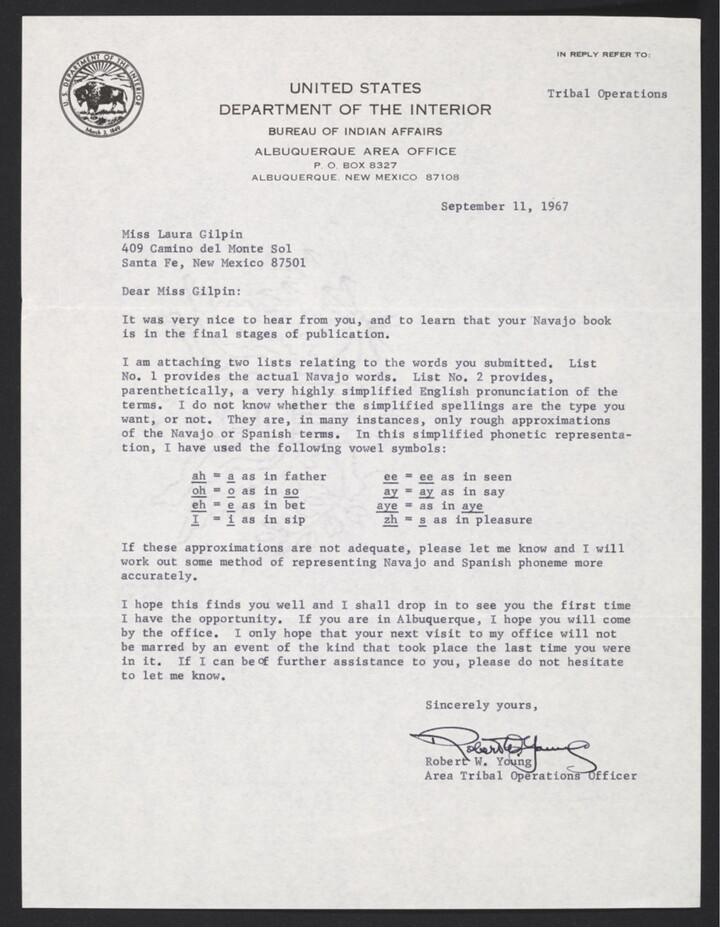 U.S. DEPARTMENT OF THE INTERIOR
March 3, 1849
IN REPLY REFER TO:
Tribal Operations
UNITED STATES
DEPARTMENT OF THE INTERIOR
BUREAU OF INDIAN AFFAIRS
ALBUQUERQUE AREA OFFICE
P. O. BOX 8327
ALBUQUERQUE, NEW MEXICO 87108
September 11, 1967
Miss Laura Gilpin
409 Camino del Monte Sol
Santa Fe, New Mexico 87501
Dear Miss Gilpin:
It was very nice to hear from you, and to learn that your Navajo book
is in the final stages of publication.
I am attaching two lists relating to the words you submitted. List
No. 1 provides the actual Navajo words. List No. 2 provides,
parenthetically, a very highly simplified English pronunciation of the
terms. I do not know whether the simplified spellings are the type you
want, or not. They are, in many instances, only rough approximations
of the Navajo or Spanish terms. In this simplified phonetic representa-
tion, I have used the following vowel symbols:
ah = a as in father ee = ee as in seen
oh = o as in so ay = ay as in say
eh = e as in bet aye = as in aye
I = i as in sip zh = s as in pleasure
If these approximations are not adequate, please let me know and I will
work out some method of representing Navajo and Spanish phoneme more
accurately.
I hope this finds you well and I shall drop in to see you the first time
I have the opportunity. If you are in Albuquerque, I hope you will come
by the office. I only hope that your next visit to my office will not
be marred by an event of the kind that took place the last time you were
in it. If I can be of further assistance to you, please do not hesitate
to let me know.
Sincerely yours,
Robert W. Young
Robert W. Young
Area Tribal Operations Officer